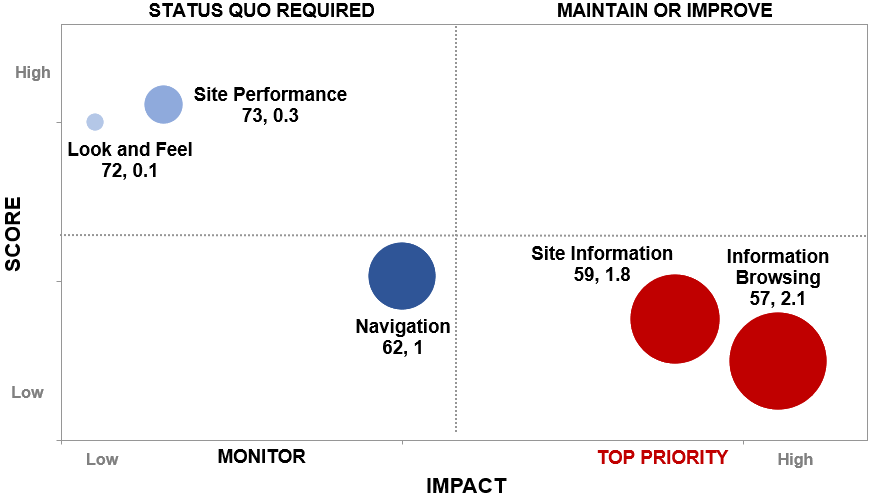 STATUS QUO REQUIRED
MAINTAIN OR IMPROVE
High
Site Performance
73, 0.3
Look and Feel
72, 0.1
SCORE
Site Information
59, 1.8
Information
Browsing
57, 2.1
Navigation
62, 1
Low
Low
MONITOR
TOP PRIORITY
High
IMPACT